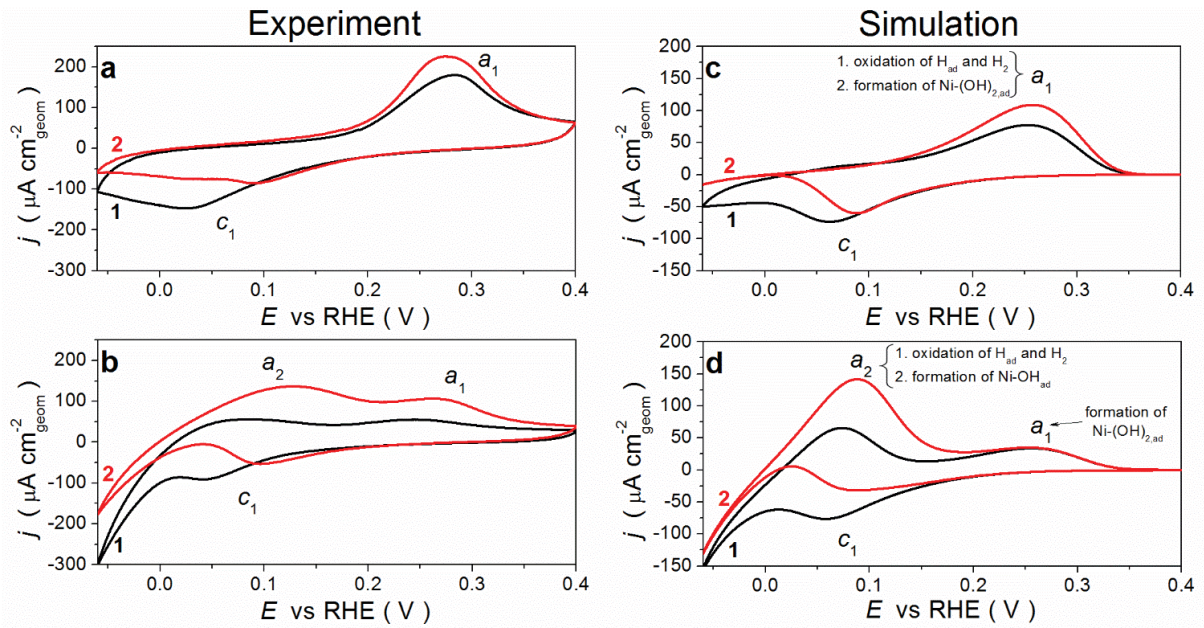 Experiment
Simulation
a
200
100
0
-100
-200
-300
0.0
0.1
0.2
0.3
0.4
j ( μA cm-2geom )
E vs RHE ( V )
a1
c1
2
1
c
1. oxidation of Had and H2
2. formation of Ni-(OH)2,ad
a1
150
100
50
0
-50
-100
-150
0.0
0.1
0.2
0.3
0.4
j ( μA cm-2geom )
E vs RHE ( V )
2
1
c1
b
200
100
0
-100
-200
-300
0.0
0.1
0.2
0.3
0.4
j ( μA cm-2geom )
E vs RHE ( V )
a2
a1
c1
2
1
d
a2
1. oxidation of Had and H2
2. formation of Ni-OHad
a1
formation of
Ni-(OH)2,ad
150
100
50
0
-50
-100
-150
0.0
0.1
0.2
0.3
0.4
j ( μA cm-2geom )
E vs RHE ( V )
2
1
c1